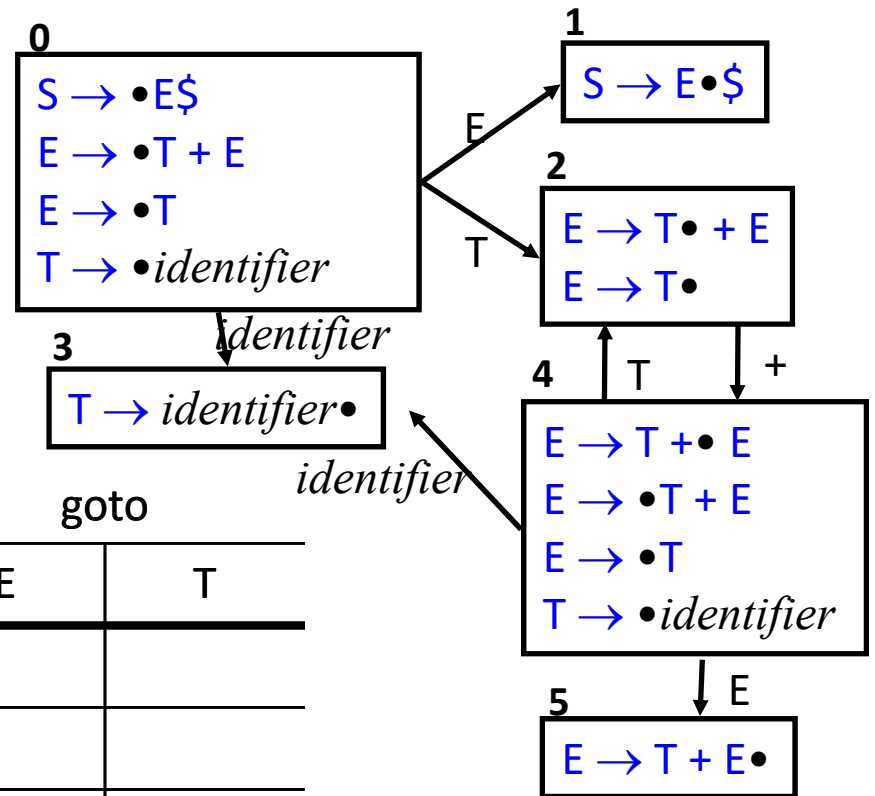 0
S → •E$
E → •T + E
E → •T
T → •identifier
E
T
identifier
1
S → E•$
2
E → T• + E
E → T•
3
T → identifier•
T
+
4
E → T +• E
E → •T + E
E → •T
T → •identifier
identifier
goto
E T
E
5
E → T + E•